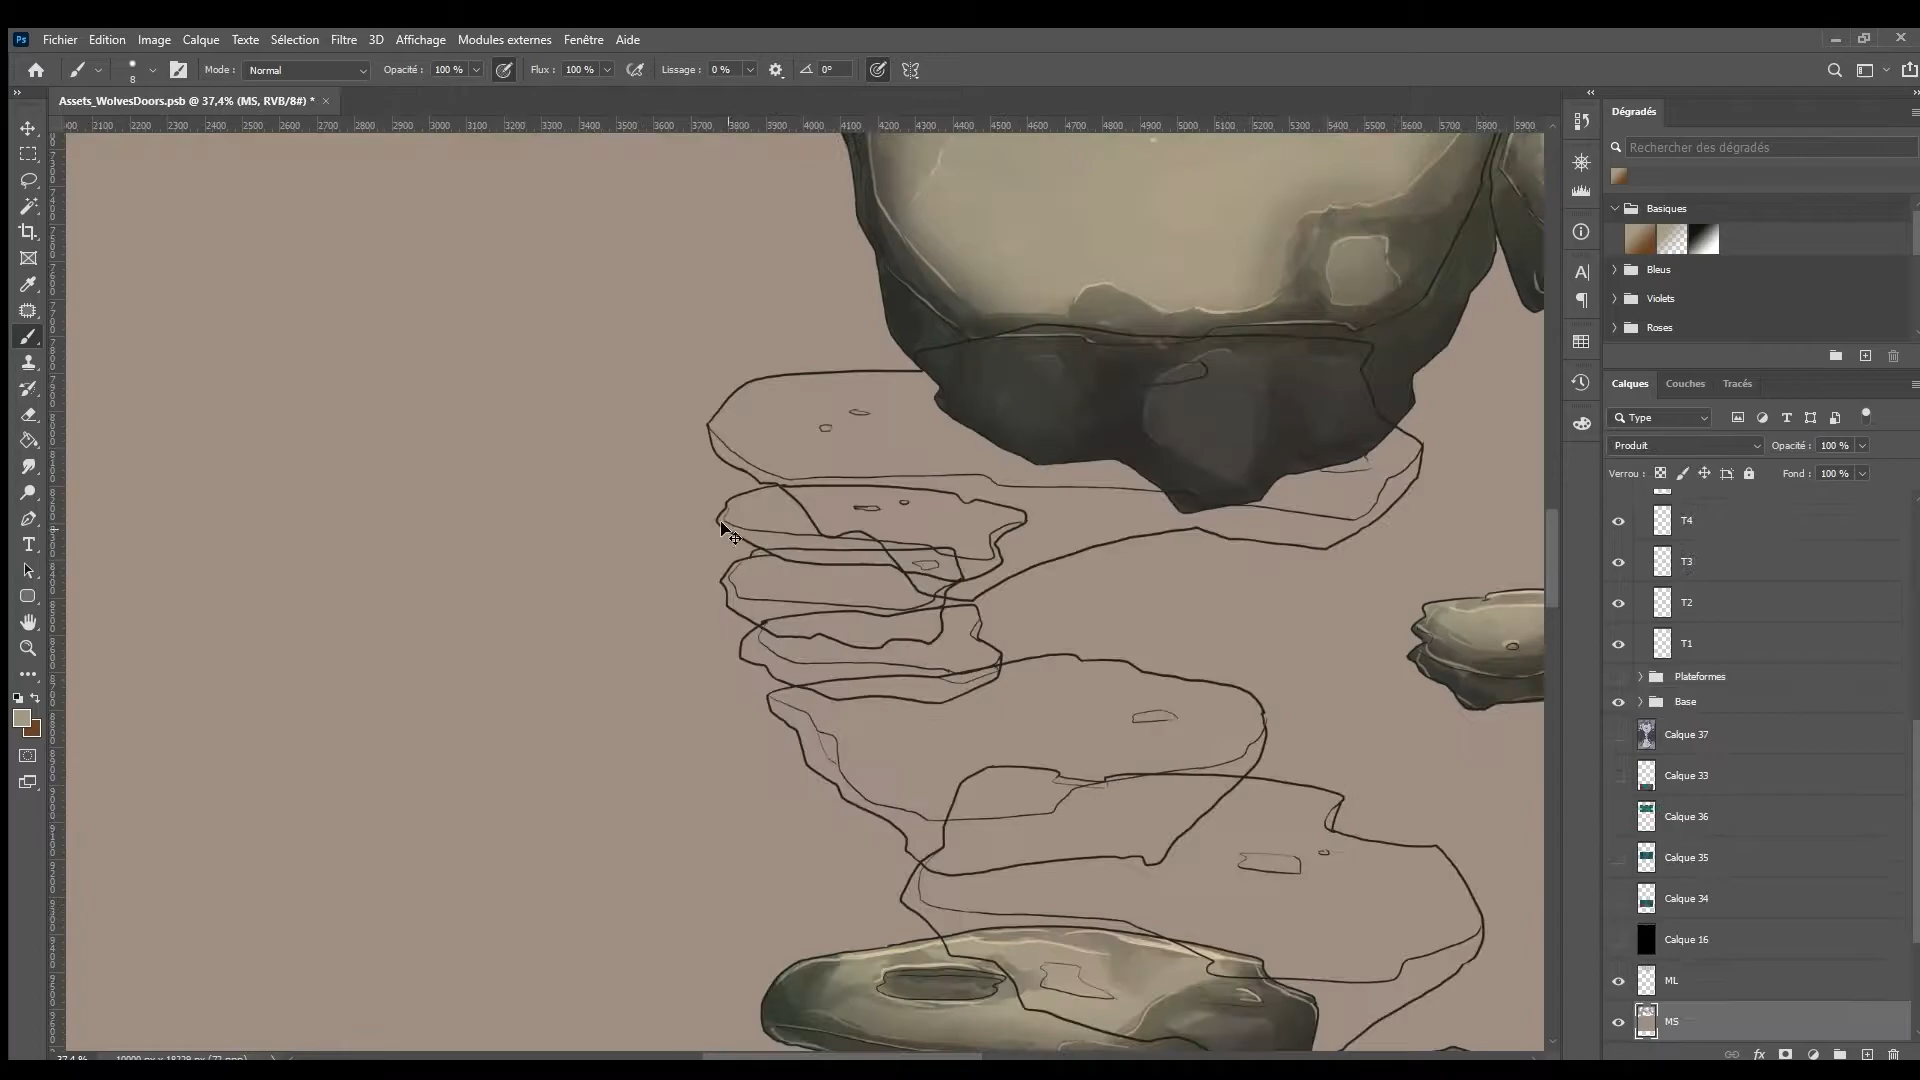 Ps Fichier Edition Image Calque Texte Sélection Filtre 3D Affichage Modules externes Fenêtre Aide
8 Mode : Normal Opacité : 100 % Flux : 100 % Lissage : 0 % 0°
Assets_WolvesDoors.psb @ 37,4% (MS, RVB/8#) * ×
2100 2200 2300 2400 2500 2600 2700 2800 2900 3000 3100 3200 3300 3400 3500 3600 3700 3800 3900 4000 4100 4200 4300 4400 4500 4600 4700 4800 4900 5000 5100 5200 5300 5400 5500 5600 5700 5800 5900
Dégradés
Rechercher des dégradés
Basiques
Bleus
Violets
Roses
Calques Couches Tracés
Type
Produit Opacité : 100 %
Verrou : Fond : 100 %
T4
T3
T2
T1
Plateformes
Base
Calque 37
Calque 33
Calque 36
Calque 35
Calque 34
Calque 16
ML
MS
fx